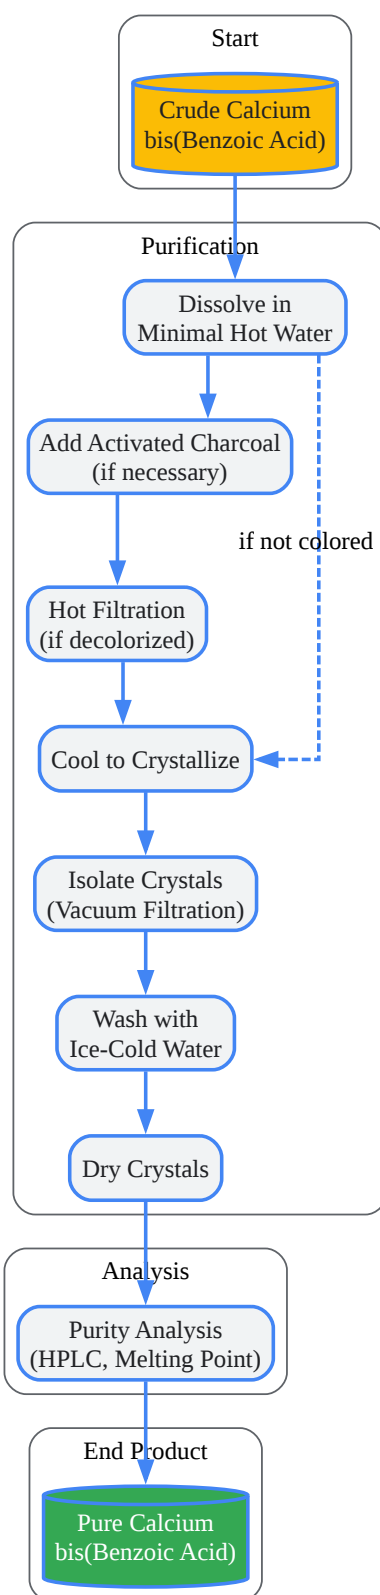 Start
Crude Calcium
bis(Benzoic Acid)
Purification
Dissolve in
Minimal Hot Water
Add Activated Charcoal
(if necessary)
if not colored
Hot Filtration
(if decolorized)
Cool to Crystallize
Isolate Crystals
(Vacuum Filtration)
Wash with
Ice-Cold Water
Dry Crystals
Analysis
Purity Analysis
(HPLC, Melting Point)
End Product
Pure Calcium
bis(Benzoic Acid)